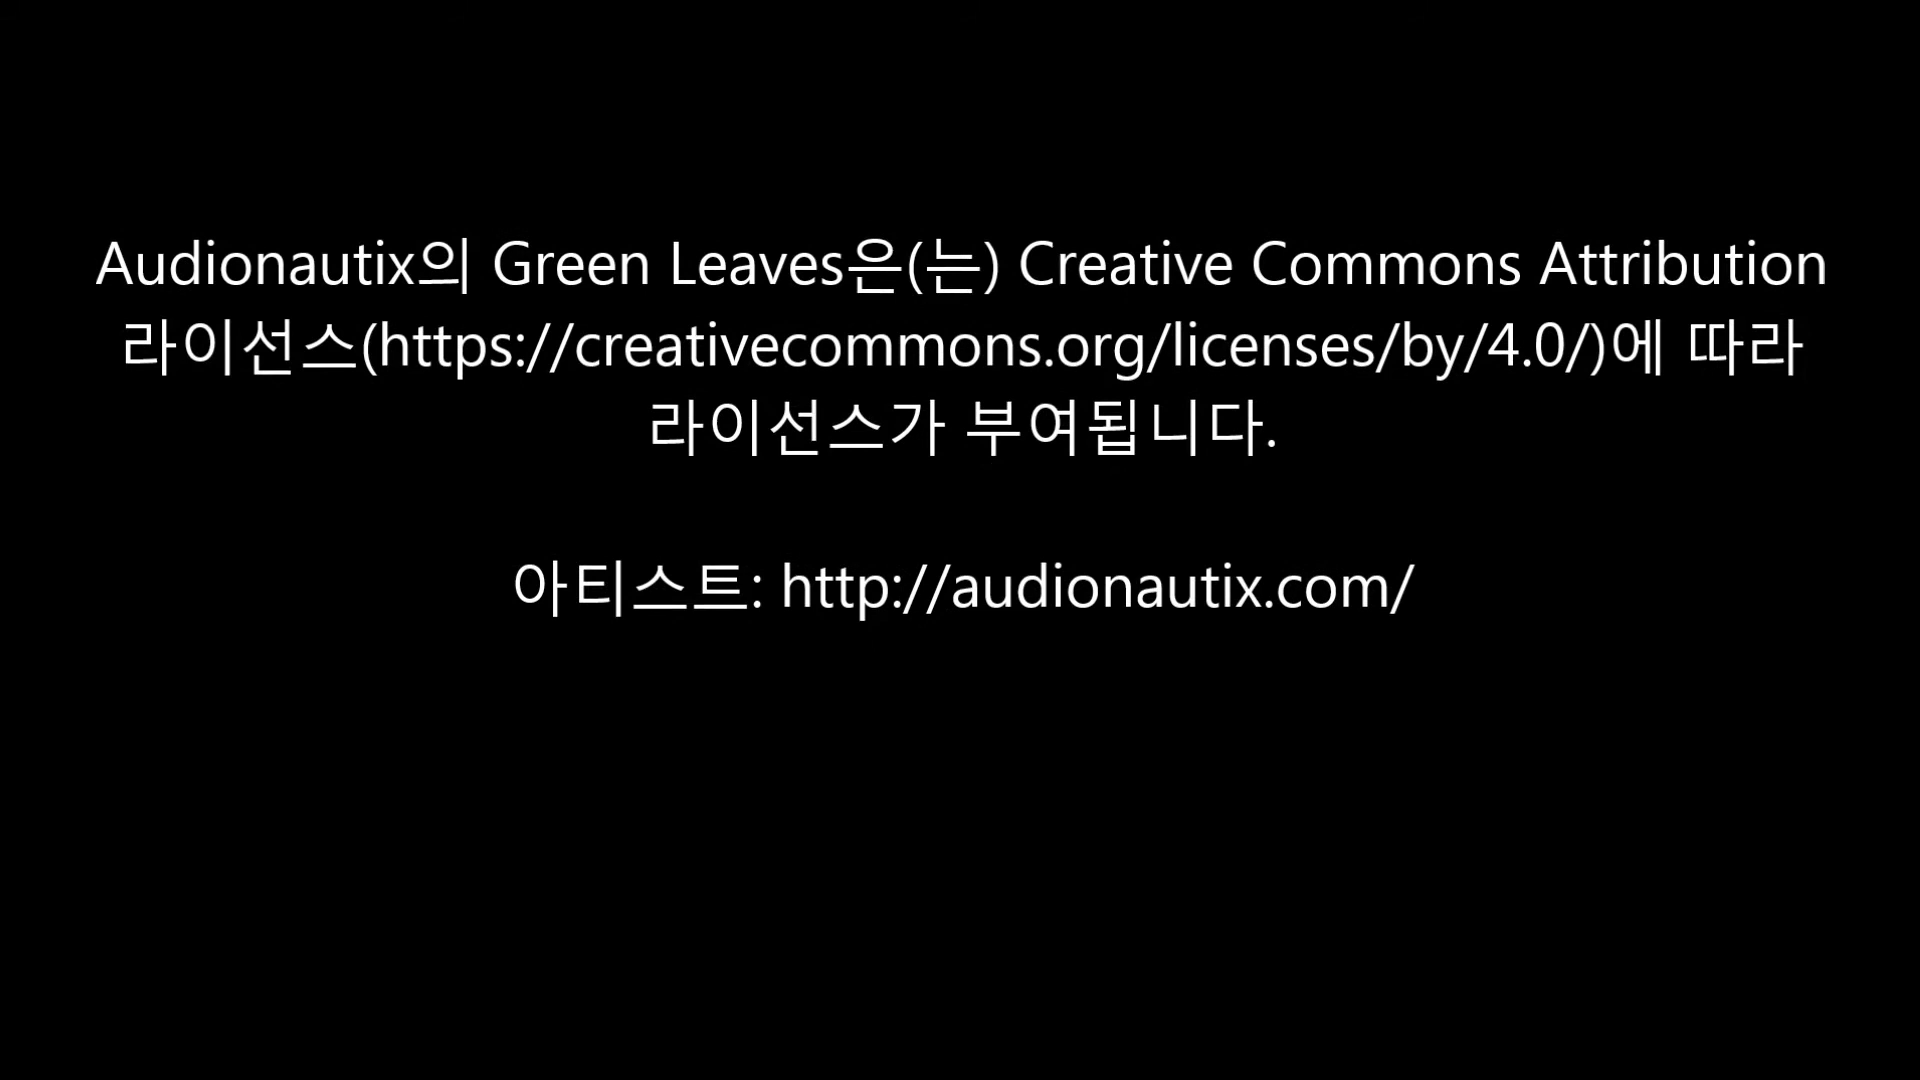 Audionautix의 Green Leaves은(는) Creative Commons Attribution
라이선스(https://creativecommons.org/licenses/by/4.0/)에 따라
라이선스가 부여됩니다.
아티스트: http://audionautix.com/